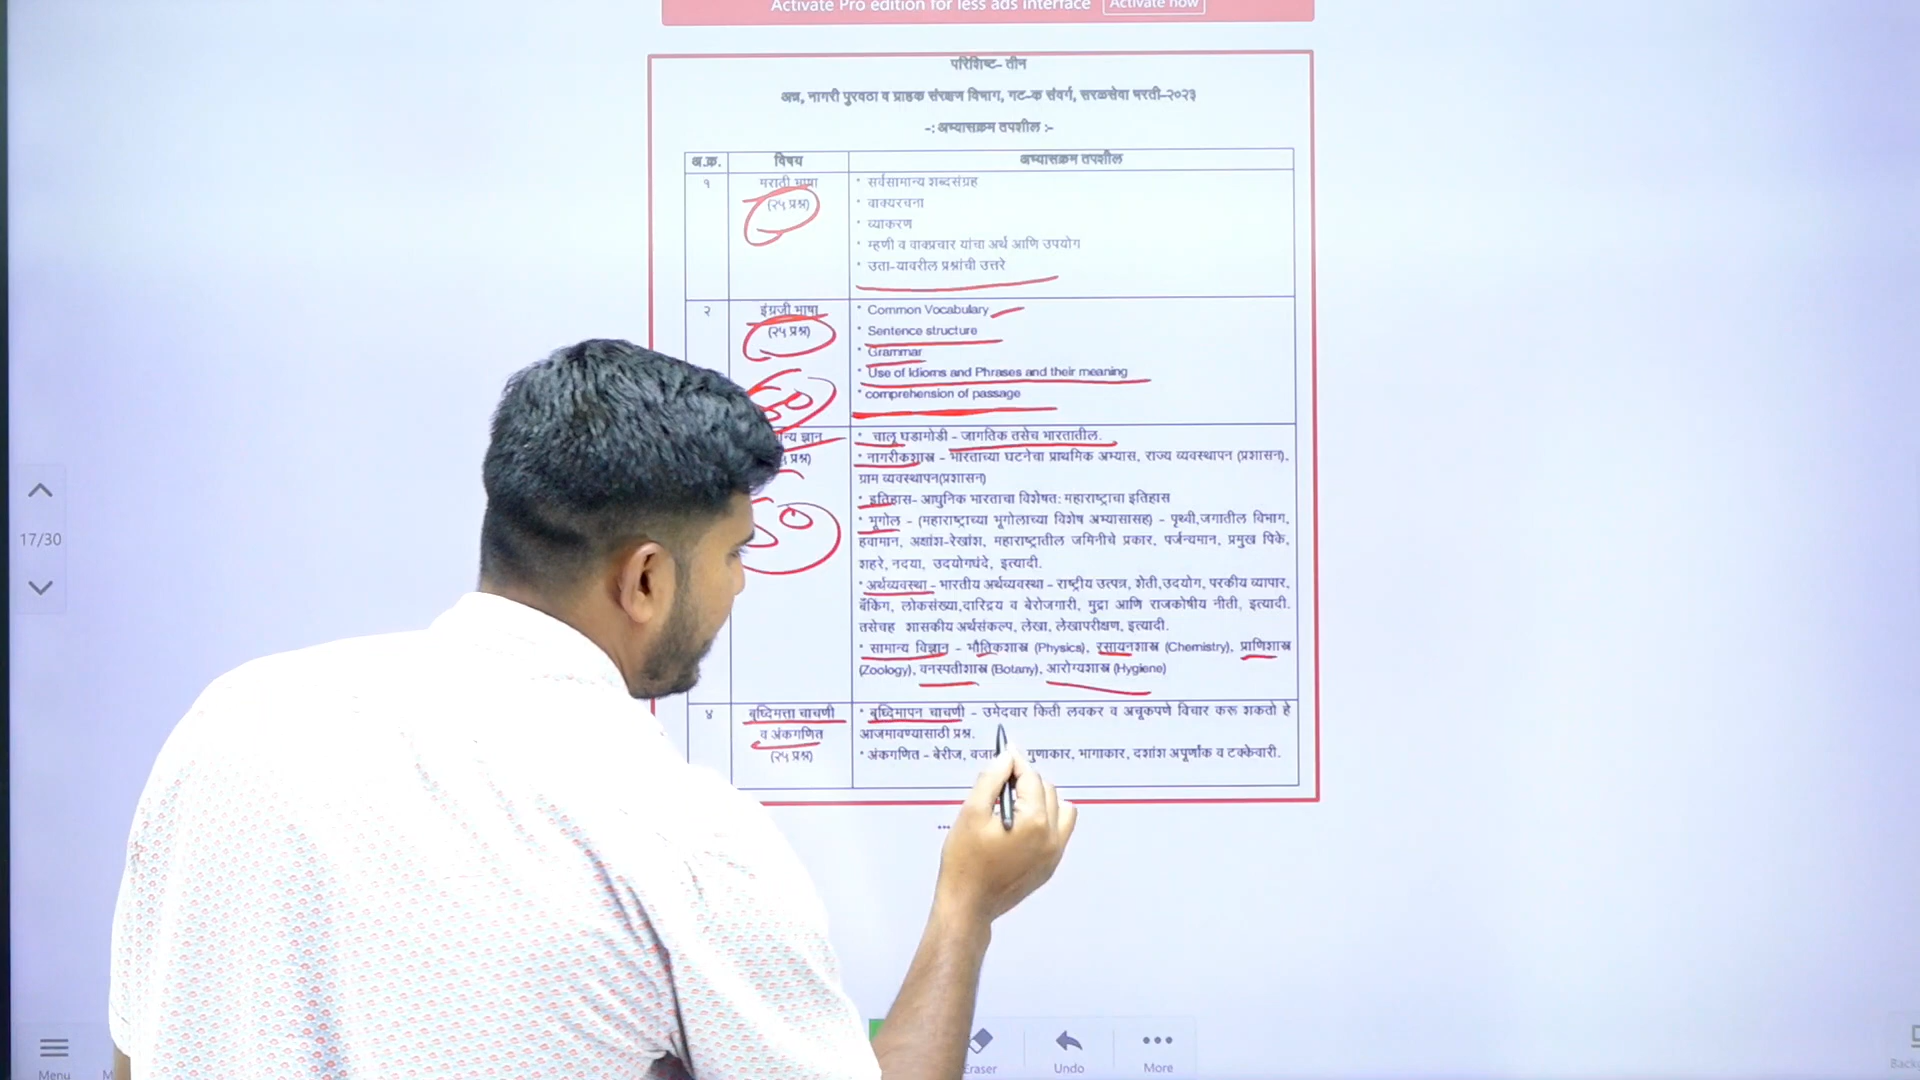 Activate Pro edition for less ads interface Activate now
परिशिष्ट- तीन
अन्न, नागरी पुरवठा व ग्राहक संरक्षण विभाग, गट-क संवर्ग, सरळसेवा भरती-२०२३
-: अभ्यासक्रम तपशील :-
अ.क्र. विषय अभ्यासक्रम तपशील
१ मराठी भाषा
(२५ प्रश्न)
• सर्वसामान्य शब्दसंग्रह
• वाक्यरचना
• व्याकरण
• म्हणी व वाक्प्रचार यांचा अर्थ आणि उपयोग
• उता-यावरील प्रश्नांची उत्तरे
२ इंग्रजी भाषा
(२५ प्रश्न)
50
• Common Vocabulary
• Sentence structure
• Grammar
• Use of Idioms and Phrases and their meaning
• comprehension of passage
ज्ञान
प्रश्न)
• चालू घडामोडी - जागतिक तसेच भारतातील.
• नागरीकशास्त्र - भारताच्या घटनेचा प्राथमिक अभ्यास, राज्य व्यवस्थापन (प्रशासन),
ग्राम व्यवस्थापन(प्रशासन)
• इतिहास- आधुनिक भारताचा विशेषत: महाराष्ट्राचा इतिहास
• भूगोल - (महाराष्ट्राच्या भूगोलाच्या विशेष अभ्यासासह) - पृथ्वी,जगातील विभाग,
हवामान, अक्षांश-रेखांश, महाराष्ट्रातील जमिनीचे प्रकार, पर्जन्यमान, प्रमुख पिके,
शहरे, नदया, उदयोगधंदे, इत्यादी.
• अर्थव्यवस्था - भारतीय अर्थव्यवस्था - राष्ट्रीय उत्पन्न, शेती,उदयोग, परकीय व्यापार,
बँकिंग, लोकसंख्या,दारिद्रय व बेरोजगारी, मुद्रा आणि राजकोषीय नीती, इत्यादी.
तसेचह शासकीय अर्थसंकल्प, लेखा, लेखापरीक्षण, इत्यादी.
• सामान्य विज्ञान - भौतिकशास्त्र (Physics), रसायनशास्त्र (Chemistry), प्राणिशास्त्र
(Zoology), वनस्पतीशास्त्र (Botany), आरोग्यशास्त्र (Hygiene)
४ बुध्दिमत्ता चाचणी
व अंकगणित
(२५ प्रश्न)
• बुध्दिमापन चाचणी - उमेदवार किती लवकर व अचूकपणे विचार करू शकतो हे
आजमावण्यासाठी प्रश्न.
• अंकगणित - बेरीज, गुणाकार, भागाकार, दशांश अपूर्णांक व टक्केवारी.
17/30
Menu
Eraser
Undo
More